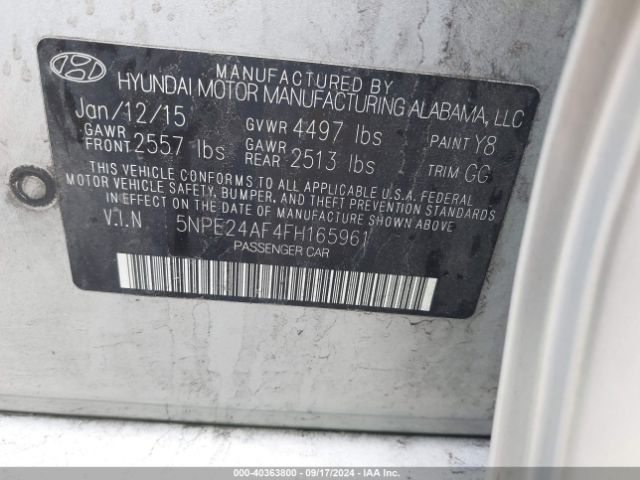 MANUFACTURED BY
HYUNDAI MOTOR MANUFACTURING ALABAMA, LLC
Jan/12/15 GVWR 4497 lbs PAINT Y8
GAWR FRONT 2557 lbs GAWR REAR 2513 lbs TRIM GG
THIS VEHICLE CONFORMS TO ALL APPLICABLE U.S.A. FEDERAL
MOTOR VEHICLE SAFETY, BUMPER, AND THEFT PREVENTION STANDARDS
IN EFFECT ON THE DATE OF MANUFACTURE SHOWN ABOVE
V.I.N 5NPE24AF4FH165961
PASSENGER CAR
000-40363800 - 09/17/2024 - IAAI.COM